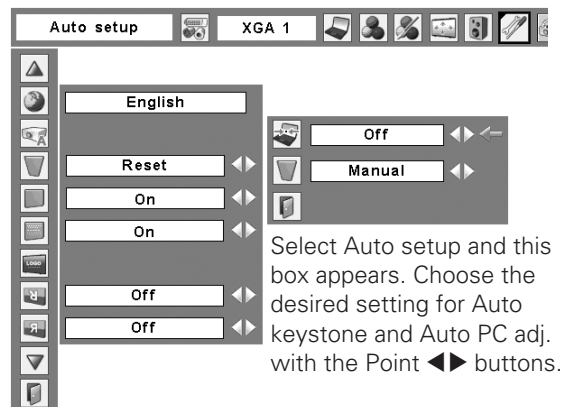 Auto setup
XGA 1
English
Reset
On
On
LOGO
Off
Off
Off
Manual
Select Auto setup and this
box appears. Choose the
desired setting for Auto
keystone and Auto PC adj.
with the Point ◀▶ buttons.